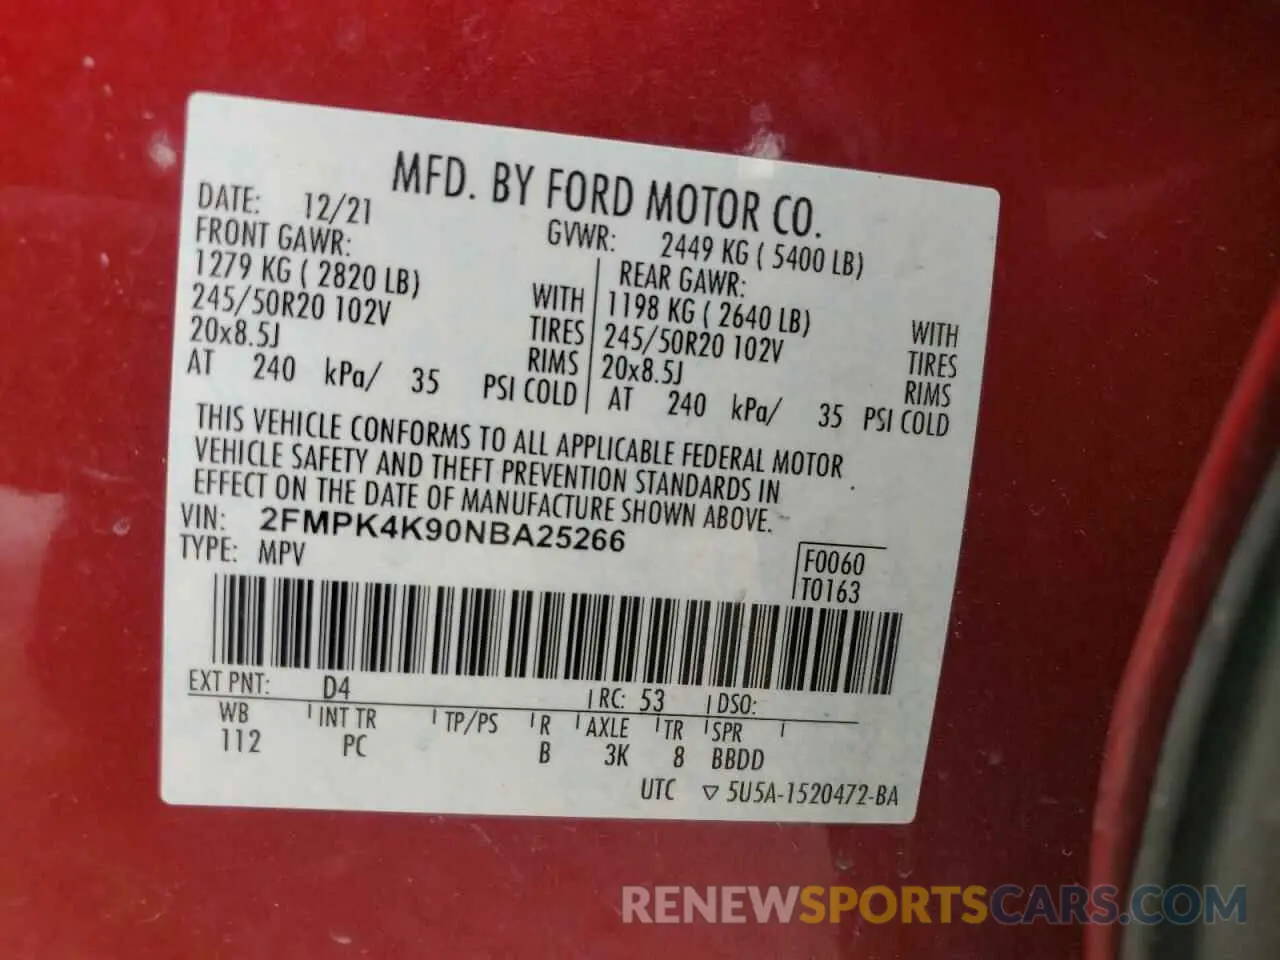 MFD. BY FORD MOTOR CO.
DATE: 12/21 GVWR: 2449 KG ( 5400 LB)
FRONT GAWR: REAR GAWR:
1279 KG ( 2820 LB) WITH 1198 KG ( 2640 LB) WITH
245/50R20 102V TIRES 245/50R20 102V TIRES
20x8.5J RIMS 20x8.5J RIMS
AT 240 kPa/ 35 PSI COLD AT 240 kPa/ 35 PSI COLD
THIS VEHICLE CONFORMS TO ALL APPLICABLE FEDERAL MOTOR
VEHICLE SAFETY AND THEFT PREVENTION STANDARDS IN
EFFECT ON THE DATE OF MANUFACTURE SHOWN ABOVE.
VIN: 2FMPK4K90NBA25266
TYPE: MPV F0060
T0163
EXT PNT: D4 RC: 53 DSO:
WB INT TR TP/PS R AXLE TR SPR
112 PC B 3K 8 BBDD
UTC ▽ 5U5A-1520472-BA
RENEWSPORTSCARS.COM